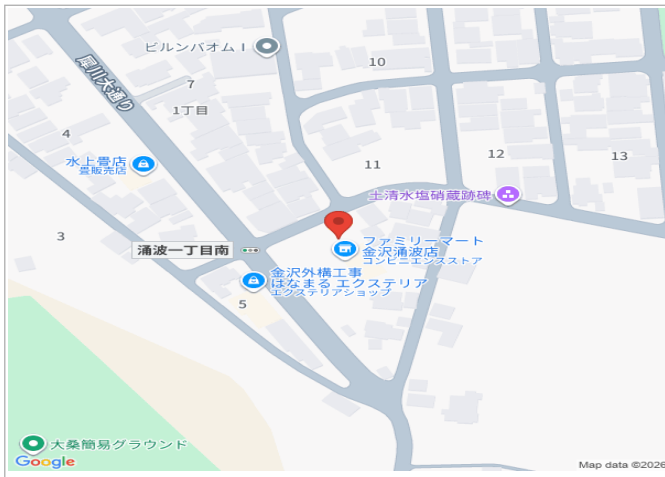 ビルンバオム I
10
犀川大通り
7
1丁目
4
水上畳店
畳販売店
11
12
13
土清水塩硝蔵跡碑
3
涌波一丁目南
ファミリーマート
金沢涌波店
コンビニエンスストア
金沢外構工事
はなまる エクステリア
エクステリアショップ
5
大桑簡易グラウンド
Google
Map data ©2026